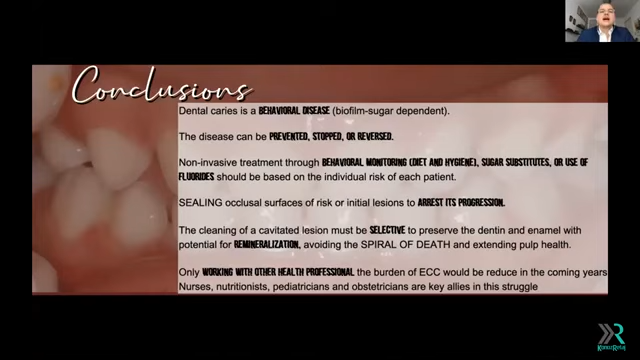 Conclusions
Dental caries is a BEHAVIORAL DISEASE (biofilm-sugar dependent).
The disease can be PREVENTED, STOPPED, OR REVERSED.
Non-invasive treatment through BEHAVIORAL MONITORING (DIET AND HYGIENE), SUGAR SUBSTITUTES, OR USE OF
FLUORIDES should be based on the individual risk of each patient.
SEALING occlusal surfaces of risk or initial lesions to ARREST ITS PROGRESSION.
The cleaning of a cavitated lesion must be SELECTIVE to preserve the dentin and enamel with
potential for REMINERALIZATION, avoiding the SPIRAL OF DEATH and extending pulp health.
Only WORKING WITH OTHER HEALTH PROFESSIONAL the burden of ECC would be reduce in the coming years
Nurses, nutritionists, pediatricians and obstetricians are key allies in this struggle